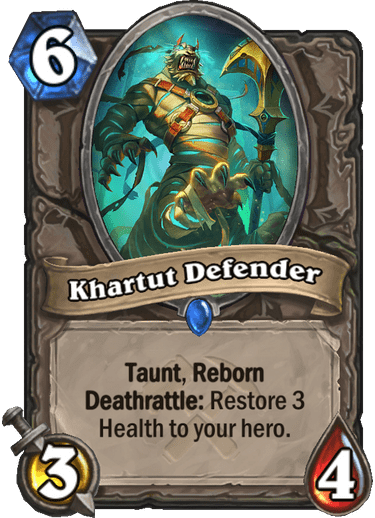 6
Khartut Defender
Taunt, Reborn
Deathrattle: Restore 3
Health to your hero.
3
4